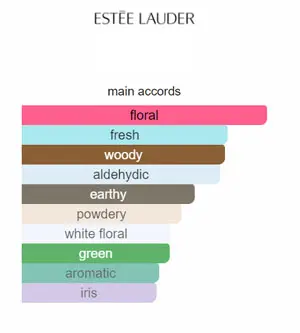 ESTĒE LAUDER
main accords
floral
fresh
woody
aldehydic
earthy
powdery
white floral
green
aromatic
iris